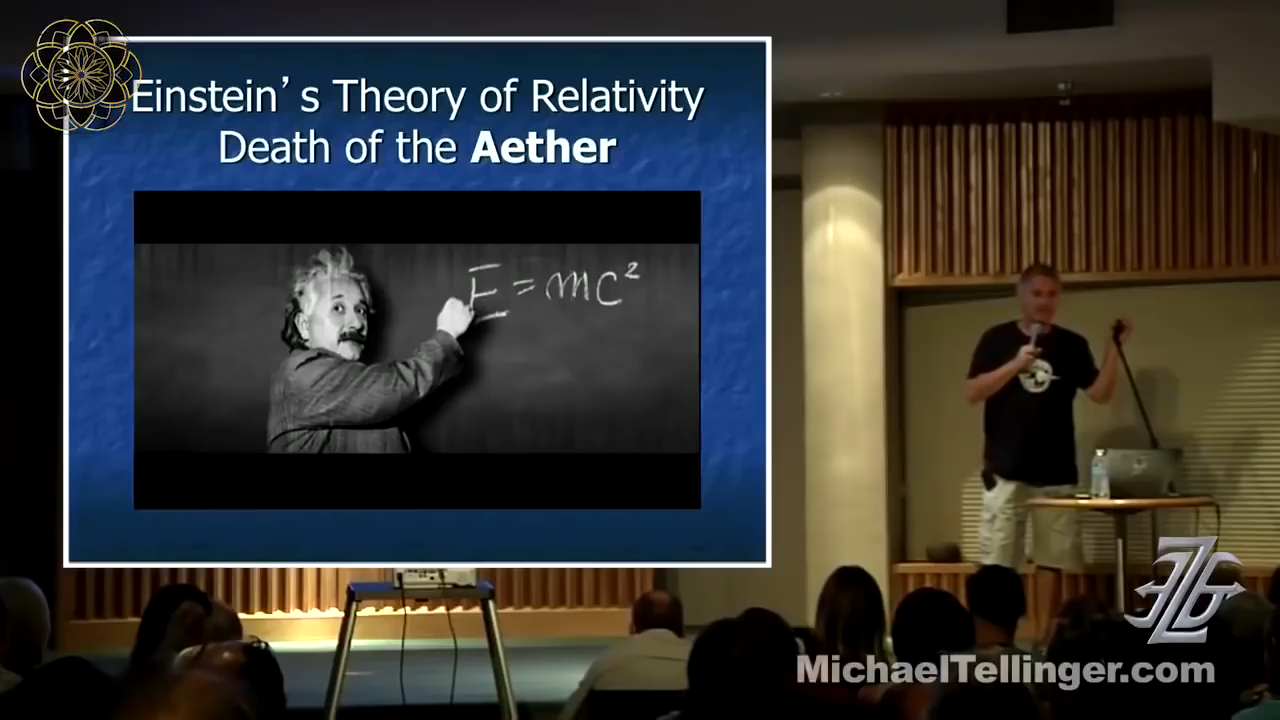 Einstein’s Theory of Relativity
Death of the Aether
E = mc²
MichaelTellinger.com